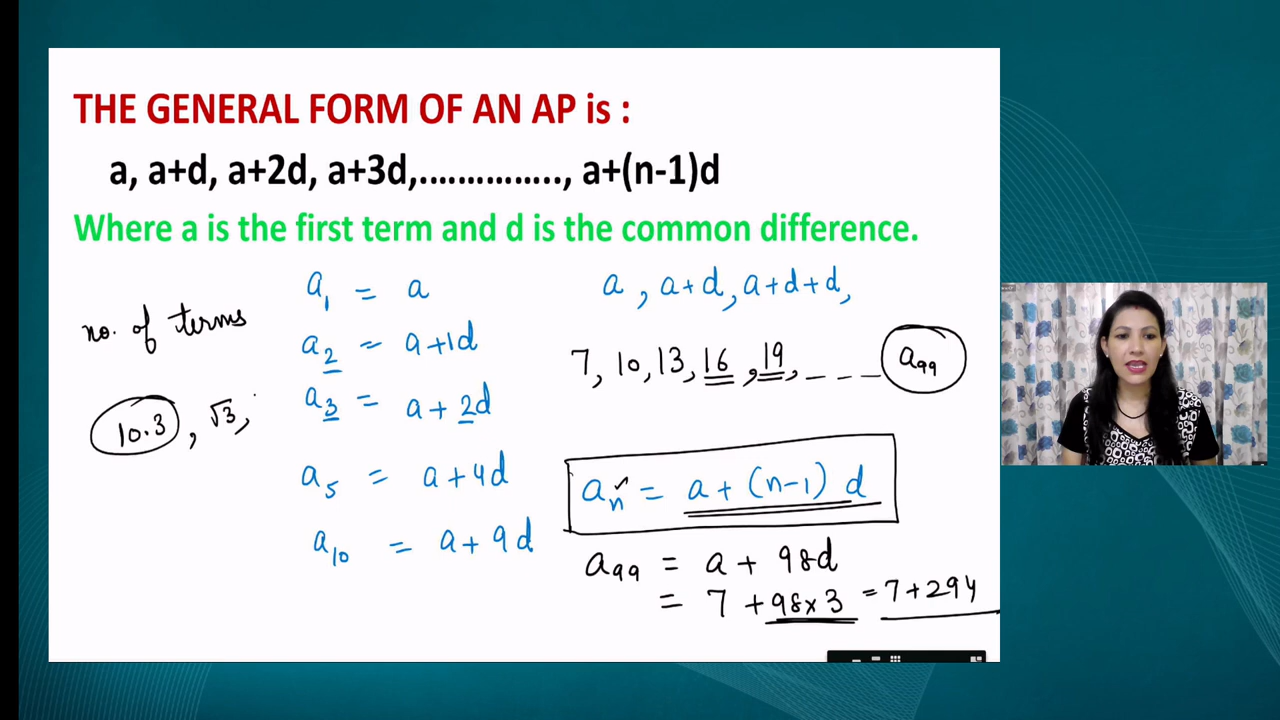 THE GENERAL FORM OF AN AP is :
a, a+d, a+2d, a+3d,..............., a+(n-1)d
Where a is the first term and d is the common difference.
no. of terms
10.3 , √3,
a₁ = a
a₂ = a+1d
a₃ = a + 2d
a₅ = a+4d
a₁₀ = a+ 9d
a , a+d, a+d+d,
7, 10, 13, 16, 19, _ _ _ a₉₉
aₙ = a + (n-1) d
a₉₉ = a + 98d
= 7 + 98x3 = 7+294